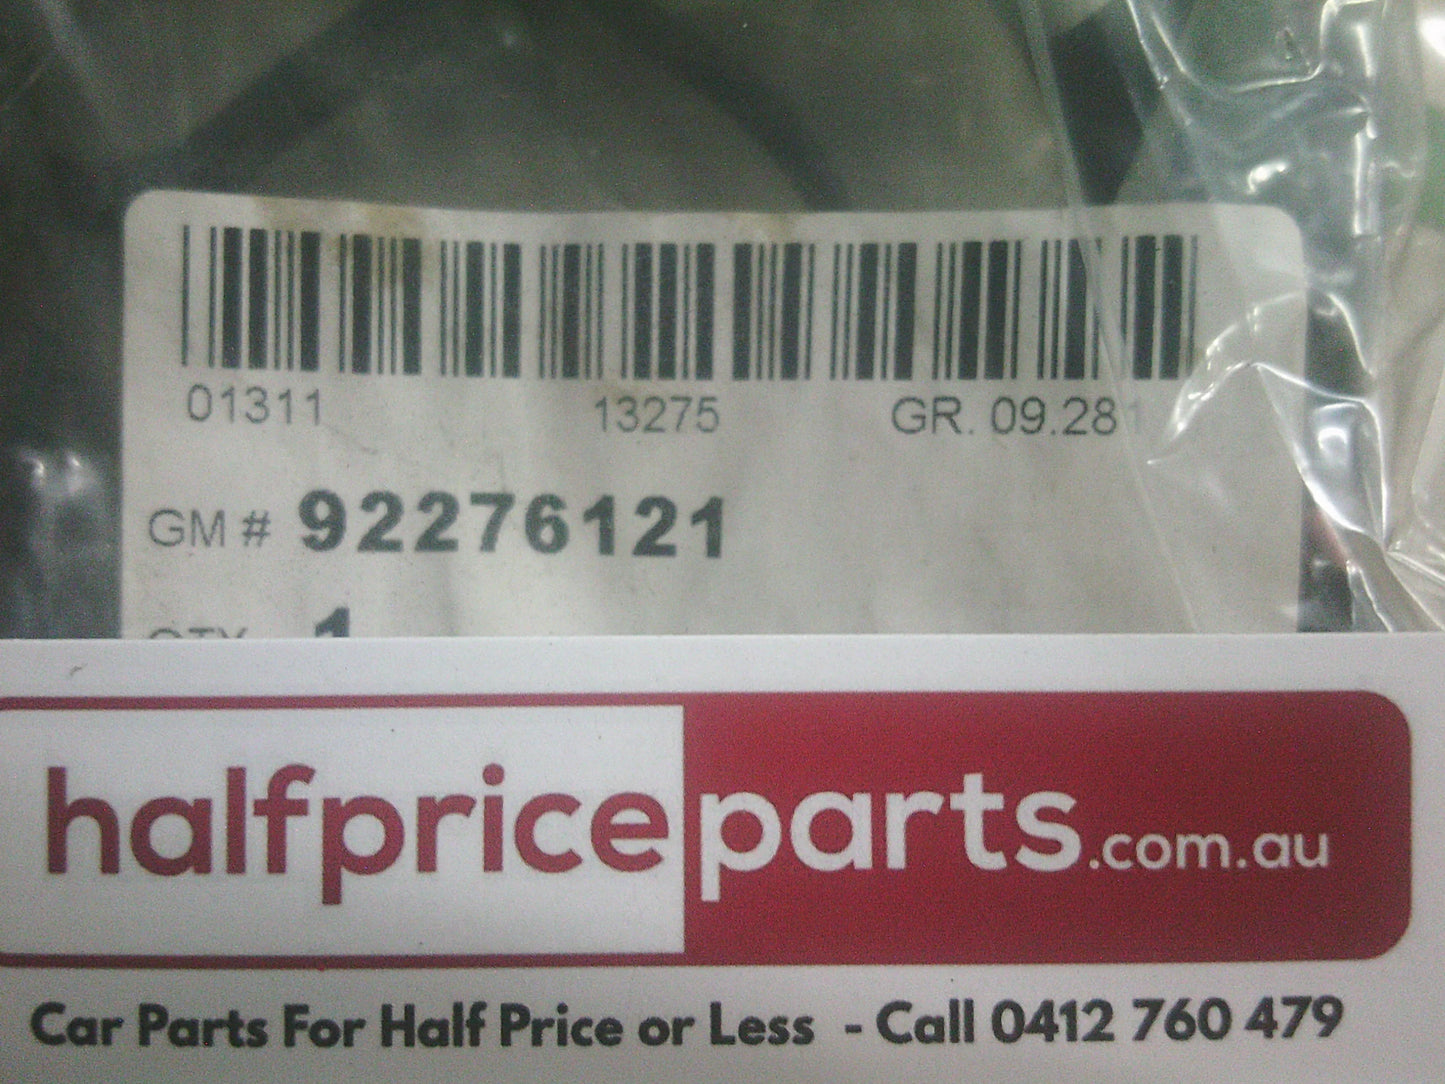 01311 13275 GR. 09.281
GM # 92276121
QTY 1
halfpriceparts.com.au
Car Parts For Half Price or Less - Call 0412 760 479